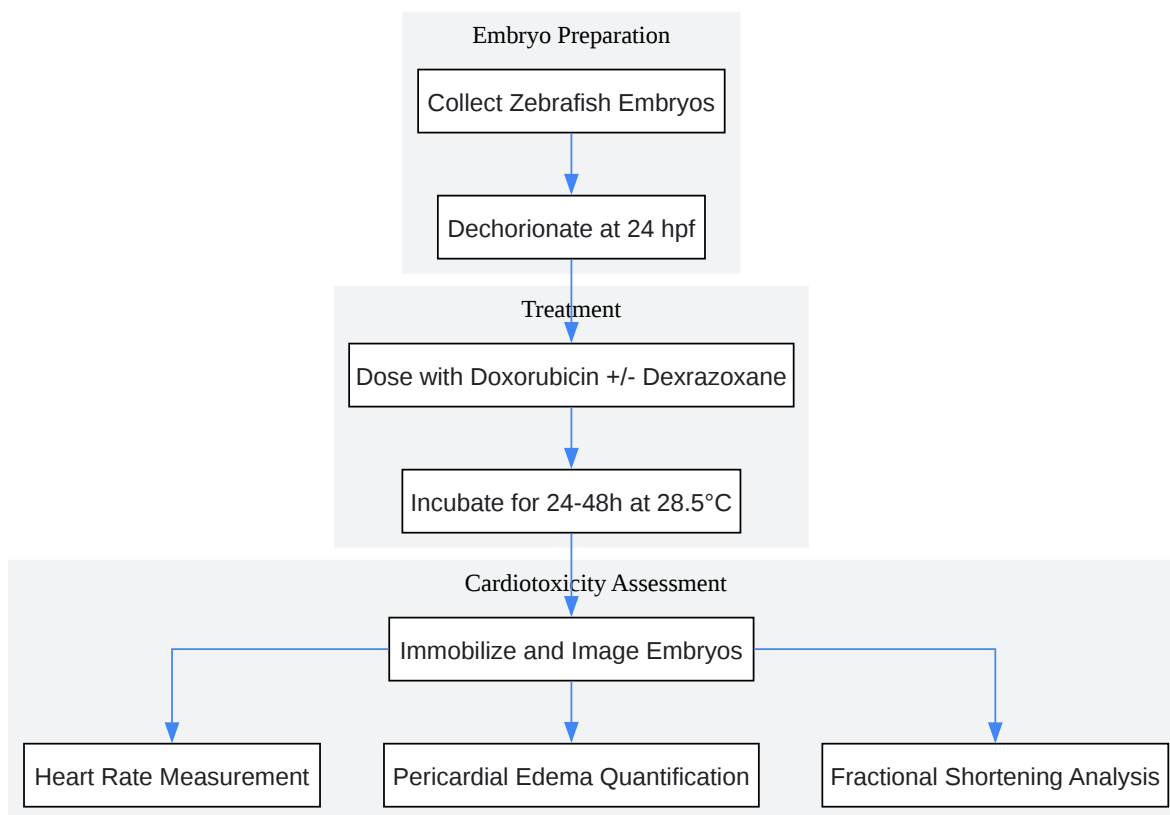 Embryo Preparation
Collect Zebrafish Embryos
Dechorionate at 24 hpf
Treatment
Dose with Doxorubicin +/- Dexrazoxane
Incubate for 24-48h at 28.5°C
Cardiotoxicity Assessment
Immobilize and Image Embryos
Heart Rate Measurement
Pericardial Edema Quantification
Fractional Shortening Analysis